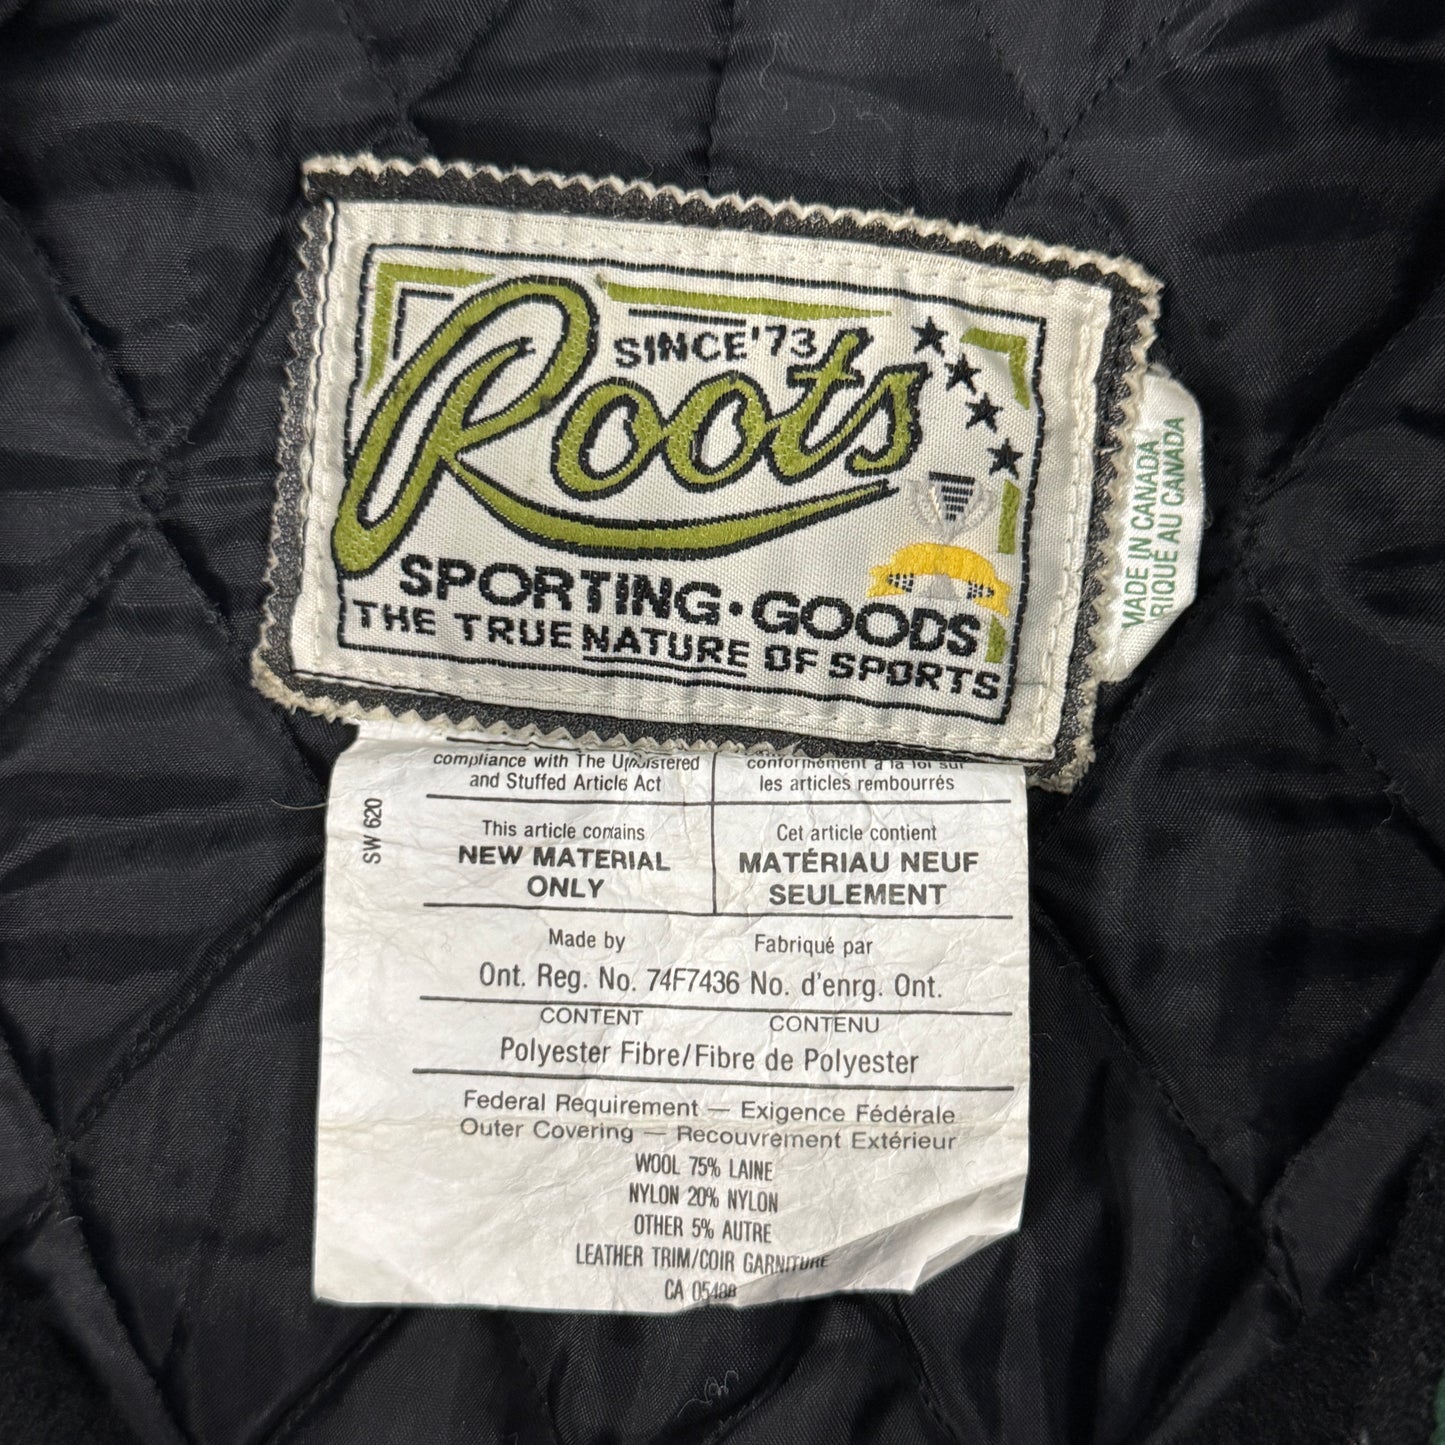 SINCE '73
Roots
SPORTING·GOODS
THE TRUE NATURE OF SPORTS
MADE IN CANADA
RIQUÉ AU CANADA
compliance with The Upholstered
and Stuffed Article Act
conformément à la loi sur
les articles rembourrés
SW 620
This article contains
NEW MATERIAL
ONLY
Cet article contient
MATÉRIAU NEUF
SEULEMENT
Made by Fabriqué par
Ont. Reg. No. 74F7436 No. d'enrg. Ont.
CONTENT CONTENU
Polyester Fibre/Fibre de Polyester
Federal Requirement — Exigence Fédérale
Outer Covering — Recouvrement Extérieur
WOOL 75% LAINE
NYLON 20% NYLON
OTHER 5% AUTRE
LEATHER TRIM/COIR GARNITURE
CA